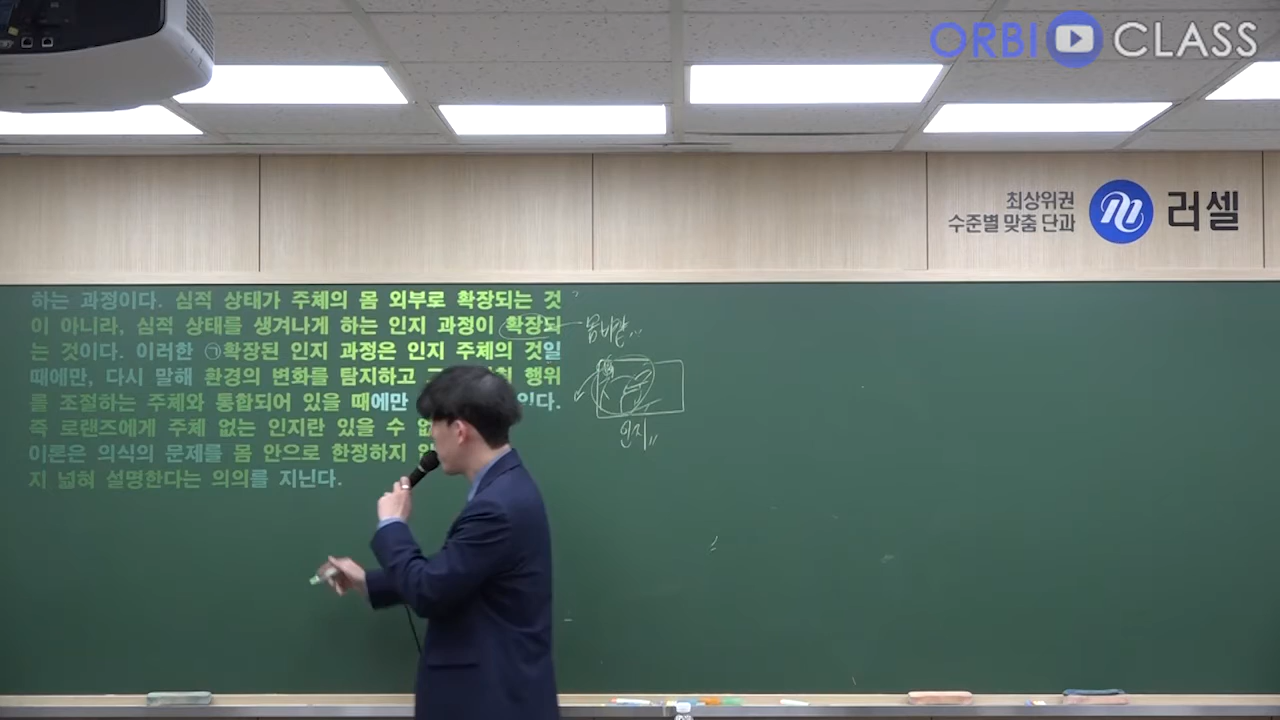 ORBI CLASS
최상위권
수준별 맞춤 단과
러셀
하는 과정이다. 심적 상태가 주체의 몸 외부로 확장되는 것
이 아니라, 심적 상태를 생겨나게 하는 인지 과정이 확장되
는 것이다. 이러한 ㉠확장된 인지 과정은 인지 주체의 것일
때에만, 다시 말해 환경의 변화를 탐지하고 행위
를 조절하는 주체와 통합되어 있을 때에만 있다.
즉 로랜즈에게 주체 없는 인지란 있을 수
이론은 의식의 문제를 몸 안으로 한정하지
지 넓혀 설명한다는 의의를 지닌다.
몸 바깥
인지